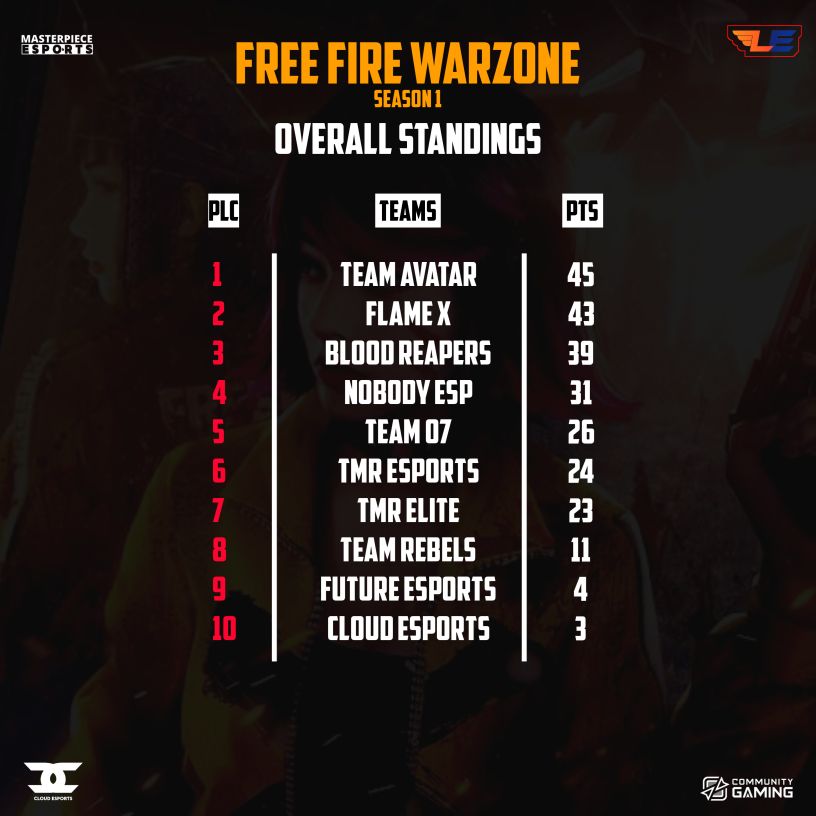 MASTERPIECE
ESPORTS
LE
FREE FIRE WARZONE
SEASON 1
OVERALL STANDINGS
PLC TEAMS PTS
1 TEAM AVATAR 45
2 FLAME X 43
3 BLOOD REAPERS 39
4 NOBODY ESP 31
5 TEAM 07 26
6 TMR ESPORTS 24
7 TMR ELITE 23
8 TEAM REBELS 11
9 FUTURE ESPORTS 4
10 CLOUD ESPORTS 3
CLOUD ESPORTS
COMMUNITY
GAMING